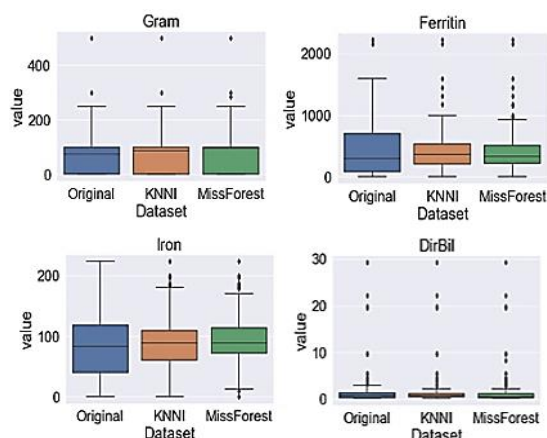 Gram
value
400
200
0
Original KNNI MissForest
Dataset
Ferritin
value
2000
1000
0
Original KNNI MissForest
Dataset
Iron
value
200
100
0
Original KNNI MissForest
Dataset
DirBil
value
30
20
10
0
Original KNNI MissForest
Dataset